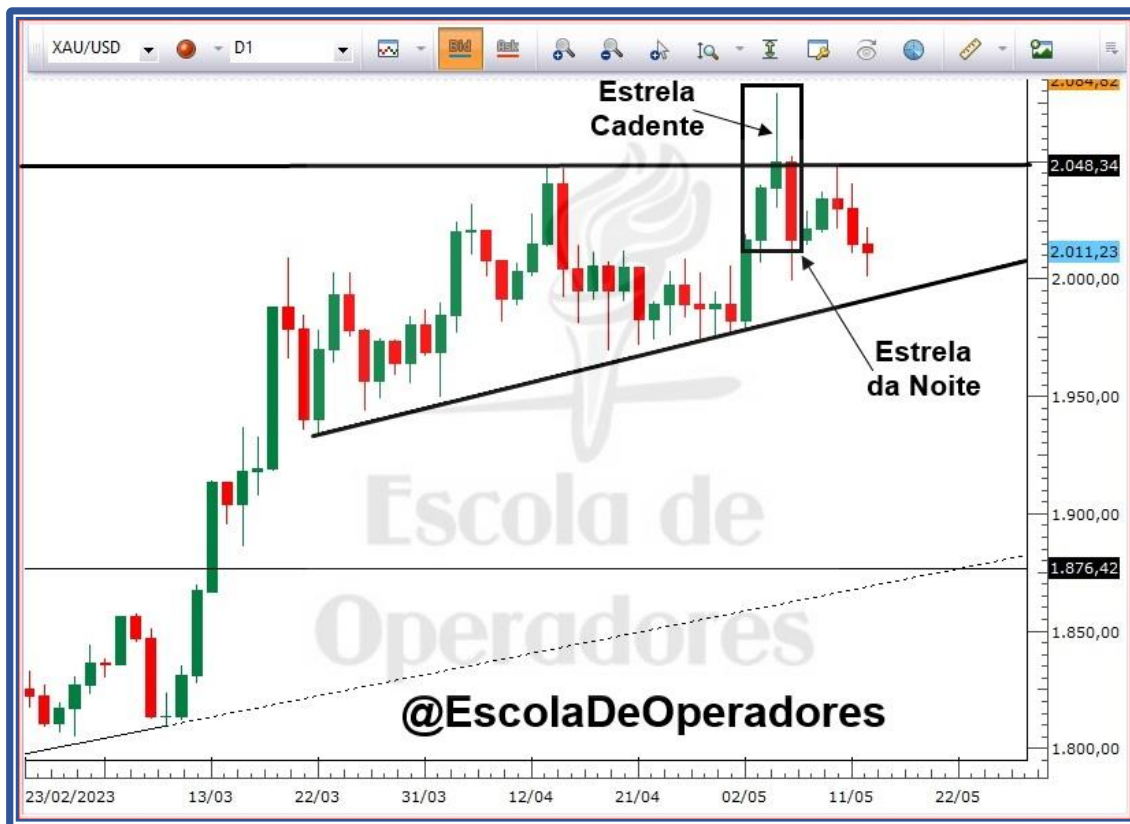 XAU/USD
D1
Bid
Ask
2.084,82
Estrela
Cadente
2.048,34
2.011,23
2.000,00
Estrela
da Noite
1.950,00
Escola de
Operadores
1.900,00
1.876,42
1.850,00
@EscolaDeOperadores
1.800,00
23/02/2023 13/03 22/03 31/03 12/04 21/04 02/05 11/05 22/05